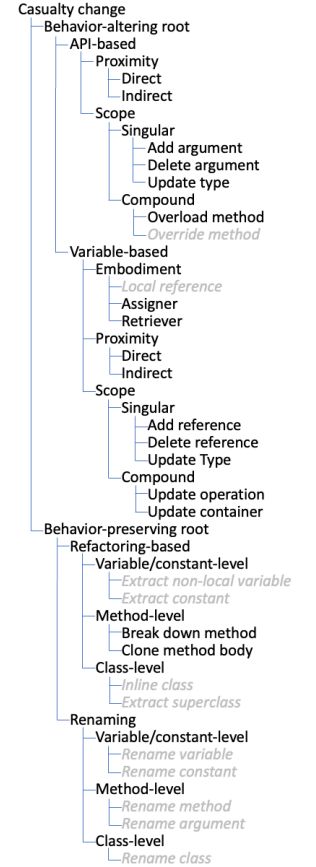 Casualty change
Behavior-altering root
API-based
Proximity
Direct
Indirect
Scope
Singular
Add argument
Delete argument
Update type
Compound
Overload method
Override method
Variable-based
Embodiment
Local reference
Assigner
Retriever
Proximity
Direct
Indirect
Scope
Singular
Add reference
Delete reference
Update Type
Compound
Update operation
Update container
Behavior-preserving root
Refactoring-based
Variable/constant-level
Extract non-local variable
Extract constant
Method-level
Break down method
Clone method body
Class-level
Inline class
Extract superclass
Renaming
Variable/constant-level
Rename variable
Rename constant
Method-level
Rename method
Rename argument
Class-level
Rename class